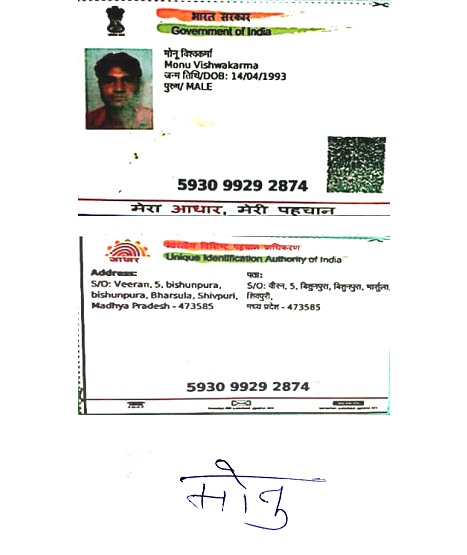 भारत सरकार
Government of India
मोनू विश्वकर्मा
Monu Vishwakarma
जन्म तिथि/DOB: 14/04/1993
पुरुष/ MALE
5930 9929 2874
मेरा आधार, मेरी पहचान
भारतीय विशिष्ट पहचान प्राधिकरण
Unique Identification Authority of India
आधार
Address:
S/O: Veeran, 5, bishunpura,
bishunpura, Bharsula, Shivpuri,
Madhya Pradesh - 473585
पता:
S/O: वीरन, 5, बिशुनपुरा, बिशुनपुरा, भार्सुला,
शिवपुरी,
मध्य प्रदेश - 473585
5930 9929 2874
मोनु